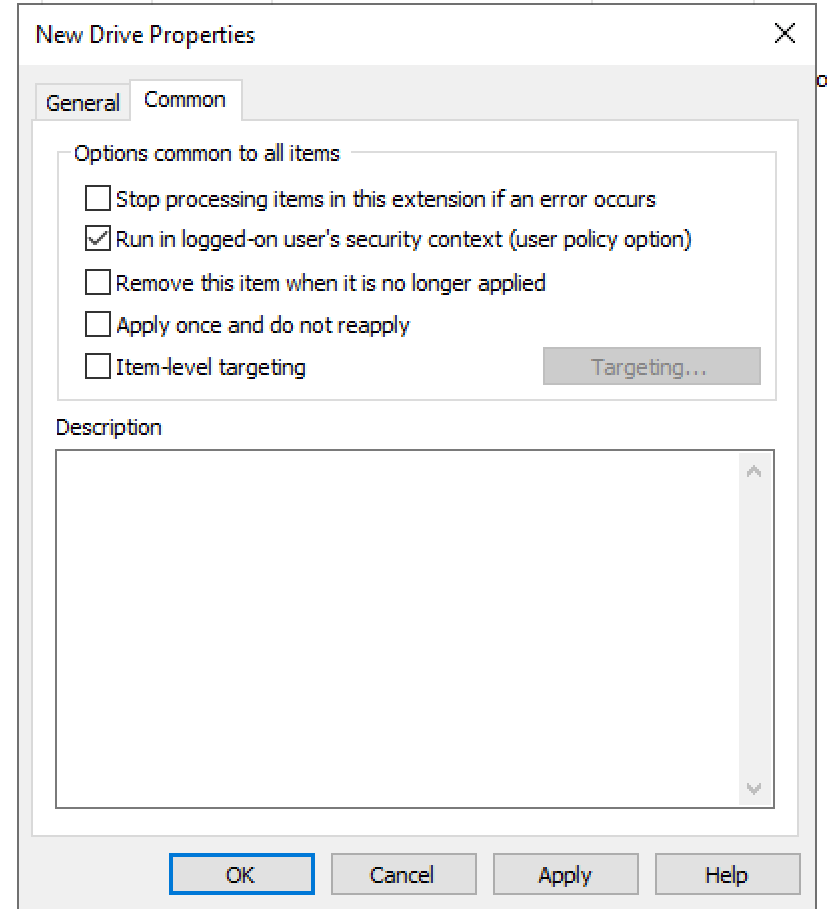 New Drive Properties
General
Common
Options common to all items
Stop processing items in this extension if an error occurs
Run in logged-on user's security context (user policy option)
Remove this item when it is no longer applied
Apply once and do not reapply
Item-level targeting
Targeting...
Description
OK
Cancel
Apply
Help